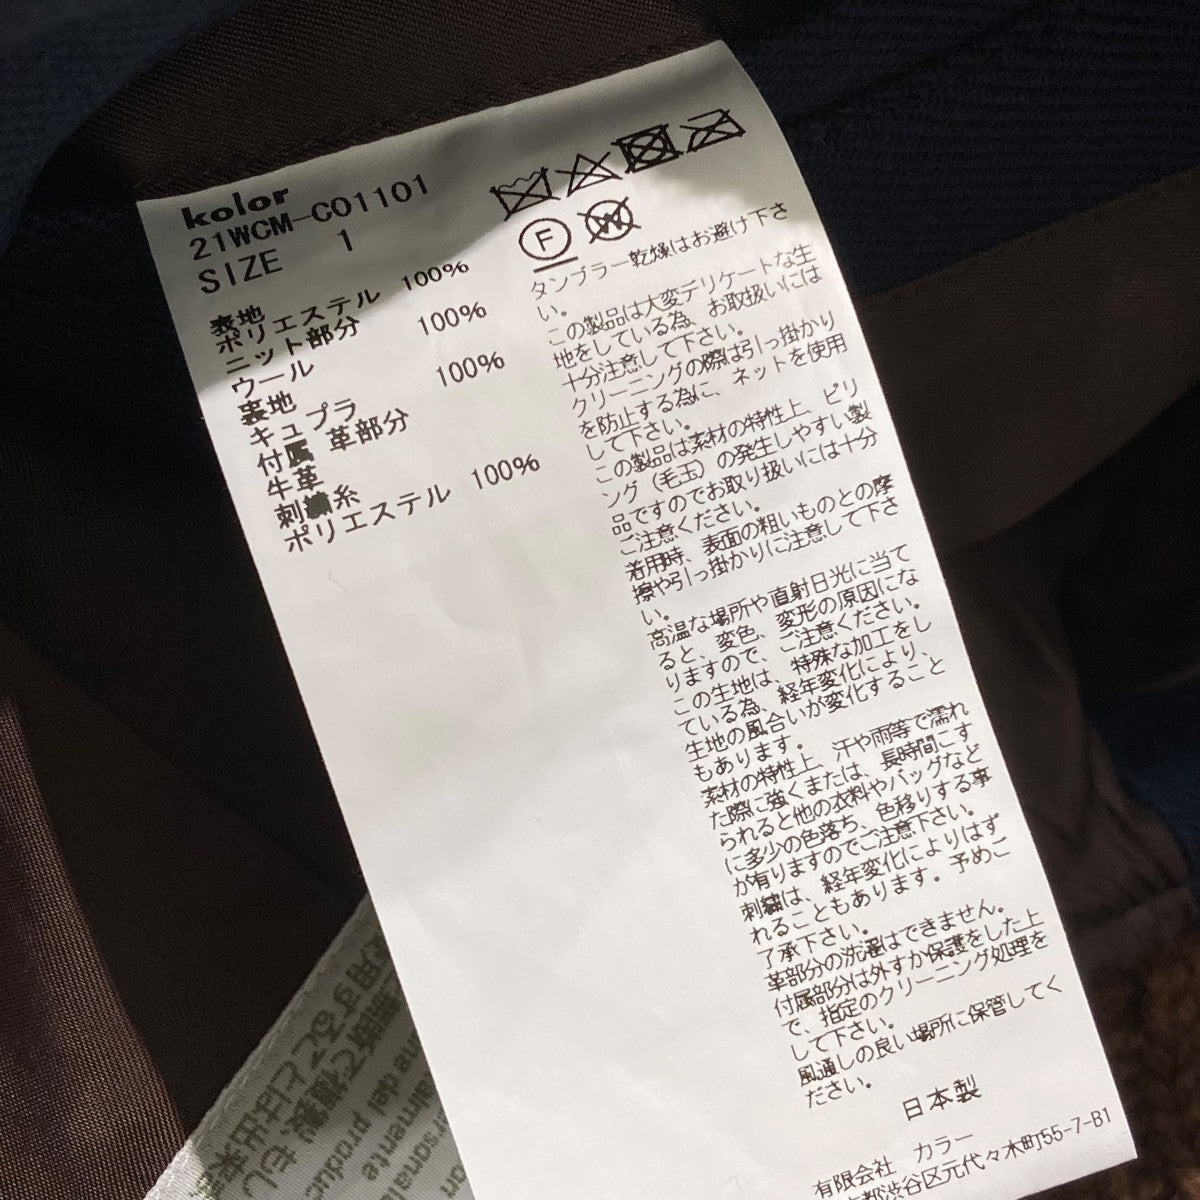 kolor
21WCM-C01101
SIZE 1
表地
ポリエステル 100%
ニット部分
ウール 100%
裏地
キュプラ 100%
付属 革部分
牛革
刺繍糸
ポリエステル 100%
F
W
タンブラー乾燥はお避け下さ
い。
この製品は大変デリケートな生
地をしている為、お取扱いには
十分注意して下さい。
クリーニングの際は引っ掛かり
を防止する為に、ネットを使用
して下さい。
この製品は素材の特性上、ピリ
ング（毛玉）の発生しやすい製
品ですのでお取り扱いには十分
ご注意ください。
着用時、表面の粗いものとの摩
擦や引っ掛かりに注意して下さ
い。
高温な場所や直射日光に当て
ると、変色、変形の原因にな
りますので、ご注意ください。
この生地は、特殊な加工をし
ている為、経年変化により、
生地の風合いが変化すること
もあります。
素材の特性上、汗や雨等で濡れ
た際に強くまたは、長時間こす
られると他の衣料やバッグなど
に多少の色落ち、色移りする事
が有りますのでご注意下さい。
刺繍は、経年変化によりはず
れることもあります。予めご
了承下さい。
革部分の洗濯はできません。
付属部分は外すか保護をした上
で、指定のクリーニング処理を
して下さい。
風通しの良い場所に保管してく
ださい。
日本製
有限会社 カラー
京都渋谷区元代々木町55-7-B1